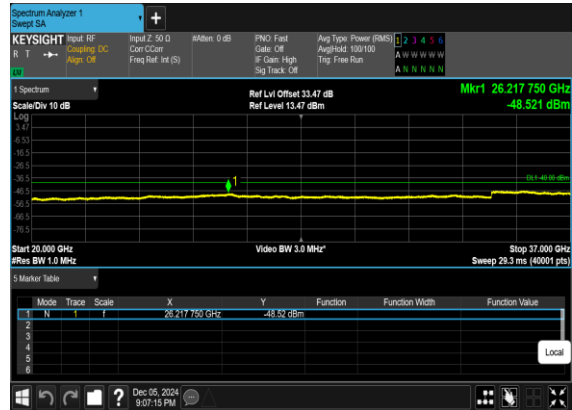 Spectrum Analyzer 1
Swept SA
+
KEYSIGHT Input: RF Input Z: 50 Ω #Atten: 0 dB PNO: Fast Avg Type: Power (RMS) 1 2 3 4 5 6
R T Coupling: DC Corr CCorr Gate: Off Avg|Hold: 100/100 A W W W W W
Align: Off Freq Ref: Int (S) IF Gain: High Trig: Free Run
Sig Track: Off A N N N N N
1 Spectrum Ref Lvl Offset 33.47 dB Mkr1 26.217 750 GHz
Scale/Div 10 dB Ref Level 13.47 dBm -48.521 dBm
Log
3.47
-6.53
-16.5
-26.5
-36.5 1 DL1 -40.00 dBm
-46.5
-56.5
-66.5
-76.5
Start 20.000 GHz Video BW 3.0 MHz* Stop 37.000 GHz
#Res BW 1.0 MHz Sweep 29.3 ms (40001 pts)
5 Marker Table
Mode Trace Scale X Y Function Function Width Function Value
1 N 1 f 26.217 750 GHz -48.52 dBm
2
3
4
5
6
Local
? Dec 05, 2024
9:07:15 PM